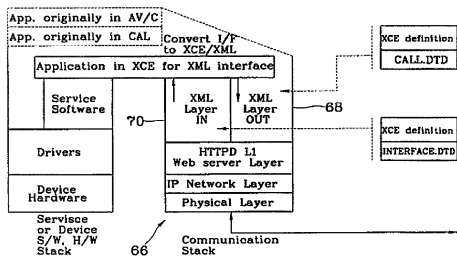 App. originally in AV/C
App. originally in CAL
Convert I/F
to XCE/XML
Application in XCE for XML interface
Service
Software
Drivers
Device
Hardware
Servisce
or Device
S/W, H/W
Stack
70
XML
Layer
IN
XML
Layer
OUT
68
HTTPD L1
Web server Layer
IP Network Layer
Physical Layer
66
Communication
Stack
XCE definition
CALL.DTD
XCE definition
INTERFACE.DTD